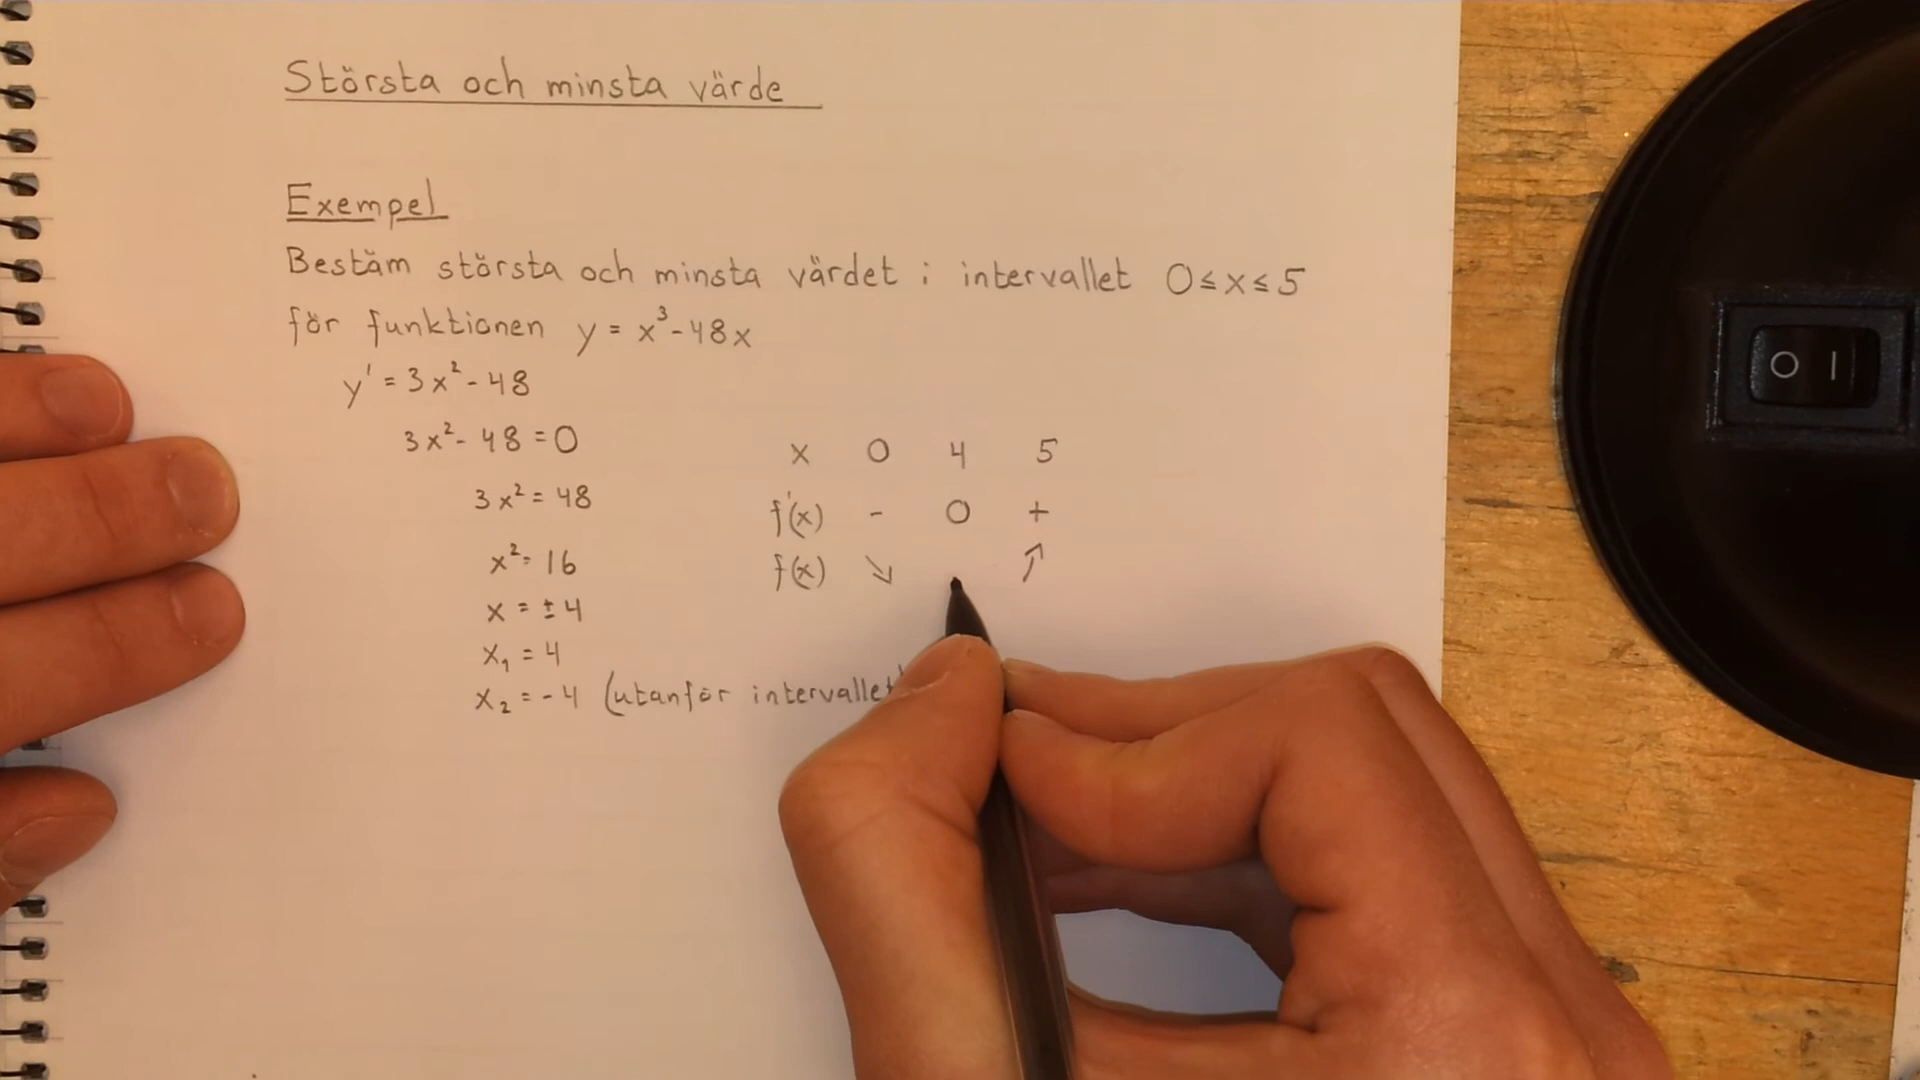 Största och minsta värde
Exempel
Bestäm största och minsta värdet i intervallet 0≤x≤5
för funktionen y = x³-48x
y' = 3x²-48
3x²-48=0
3x²=48
x²=16
x = ±4
x₁ = 4
x₂ = -4 (utanför intervallet)
x 0 4 5
f'(x) - 0 +
f(x) ↘ ↗
O I